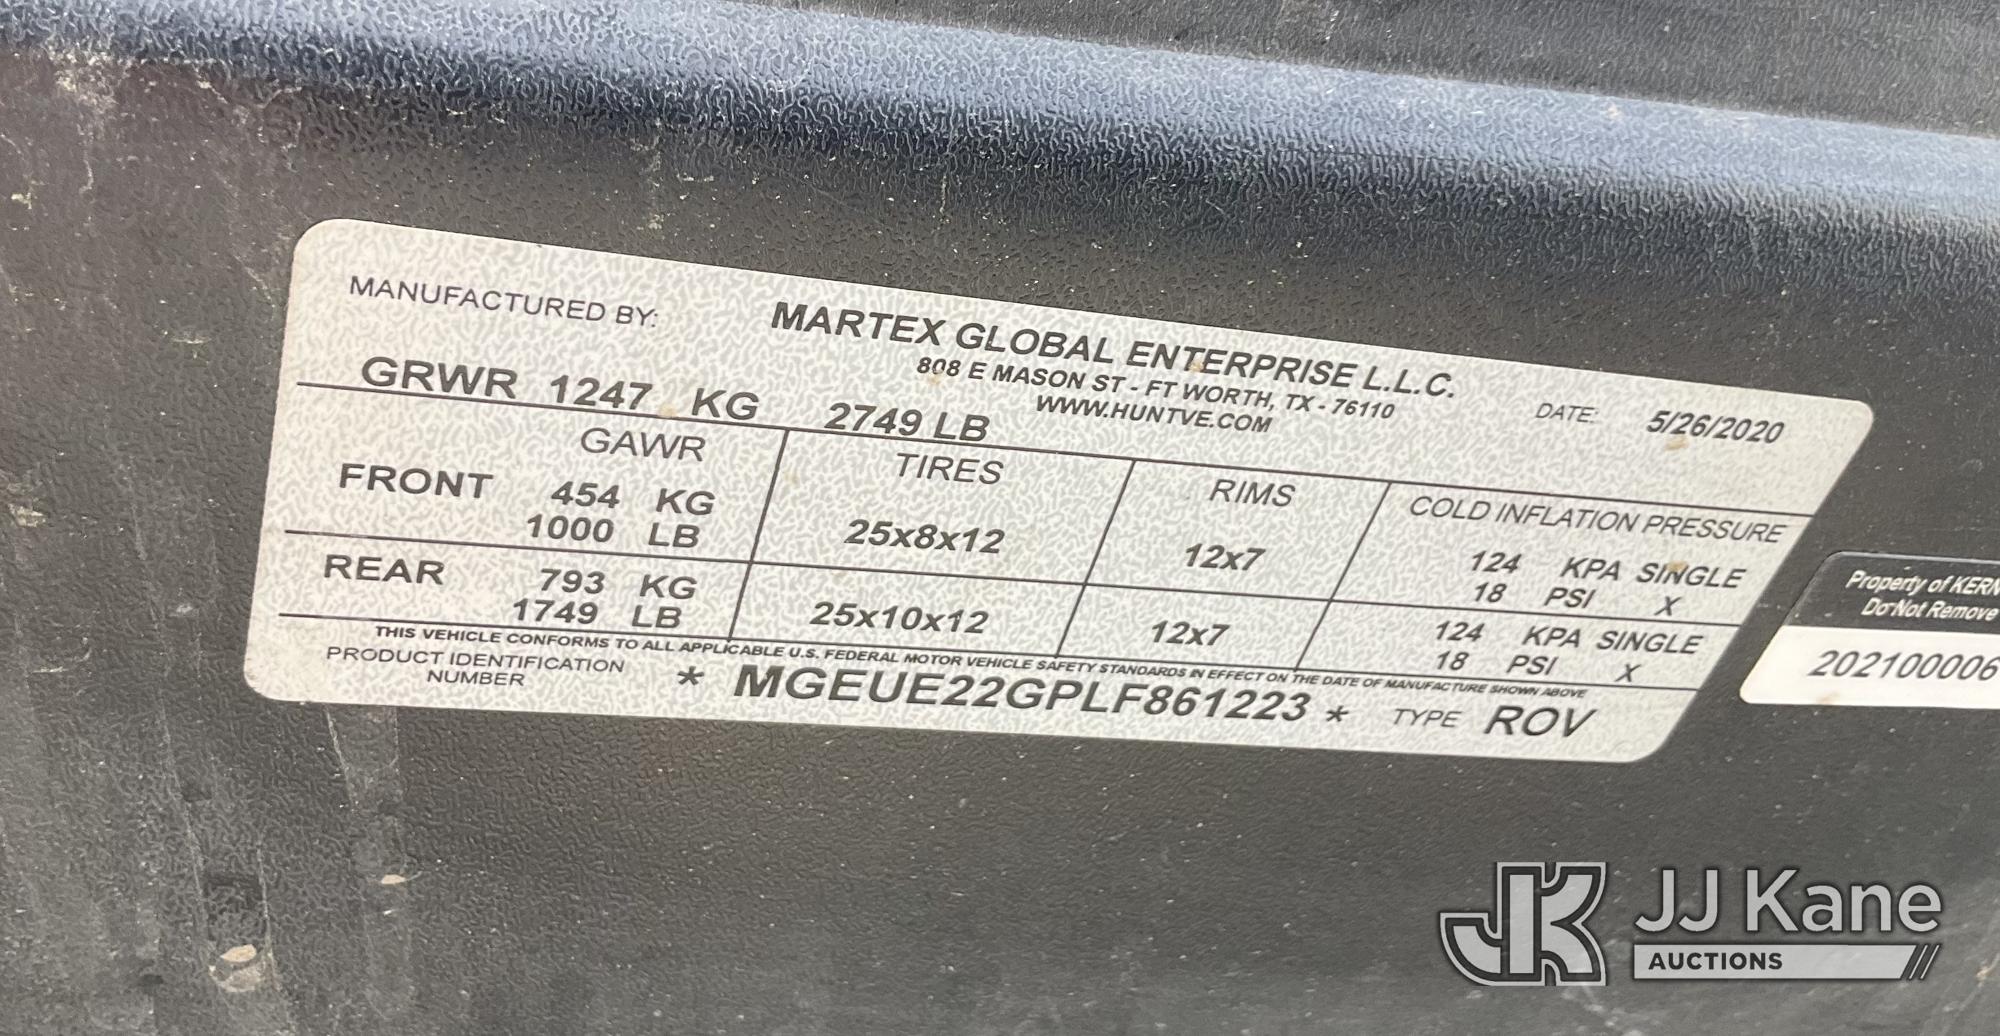 MANUFACTURED BY: MARTEX GLOBAL ENTERPRISE L.L.C.
808 E MASON ST - FT WORTH, TX - 76110
WWW.HUNTVE.COM
DATE: 5/26/2020
GRWR 1247 KG 2749 LB
GAWR TIRES RIMS COLD INFLATION PRESSURE
FRONT 454 KG 25x8x12 12x7 124 KPA SINGLE
1000 LB 18 PSI X
REAR 793 KG 25x10x12 12x7 124 KPA SINGLE
1749 LB 18 PSI X
THIS VEHICLE CONFORMS TO ALL APPLICABLE U.S. FEDERAL MOTOR VEHICLE SAFETY STANDARDS IN EFFECT ON THE DATE OF MANUFACTURE SHOWN ABOVE
PRODUCT IDENTIFICATION
NUMBER * MGEUE22GPLF861223 * TYPE ROV
Property of KERN
Do Not Remove
202100006
JK JJ Kane
AUCTIONS